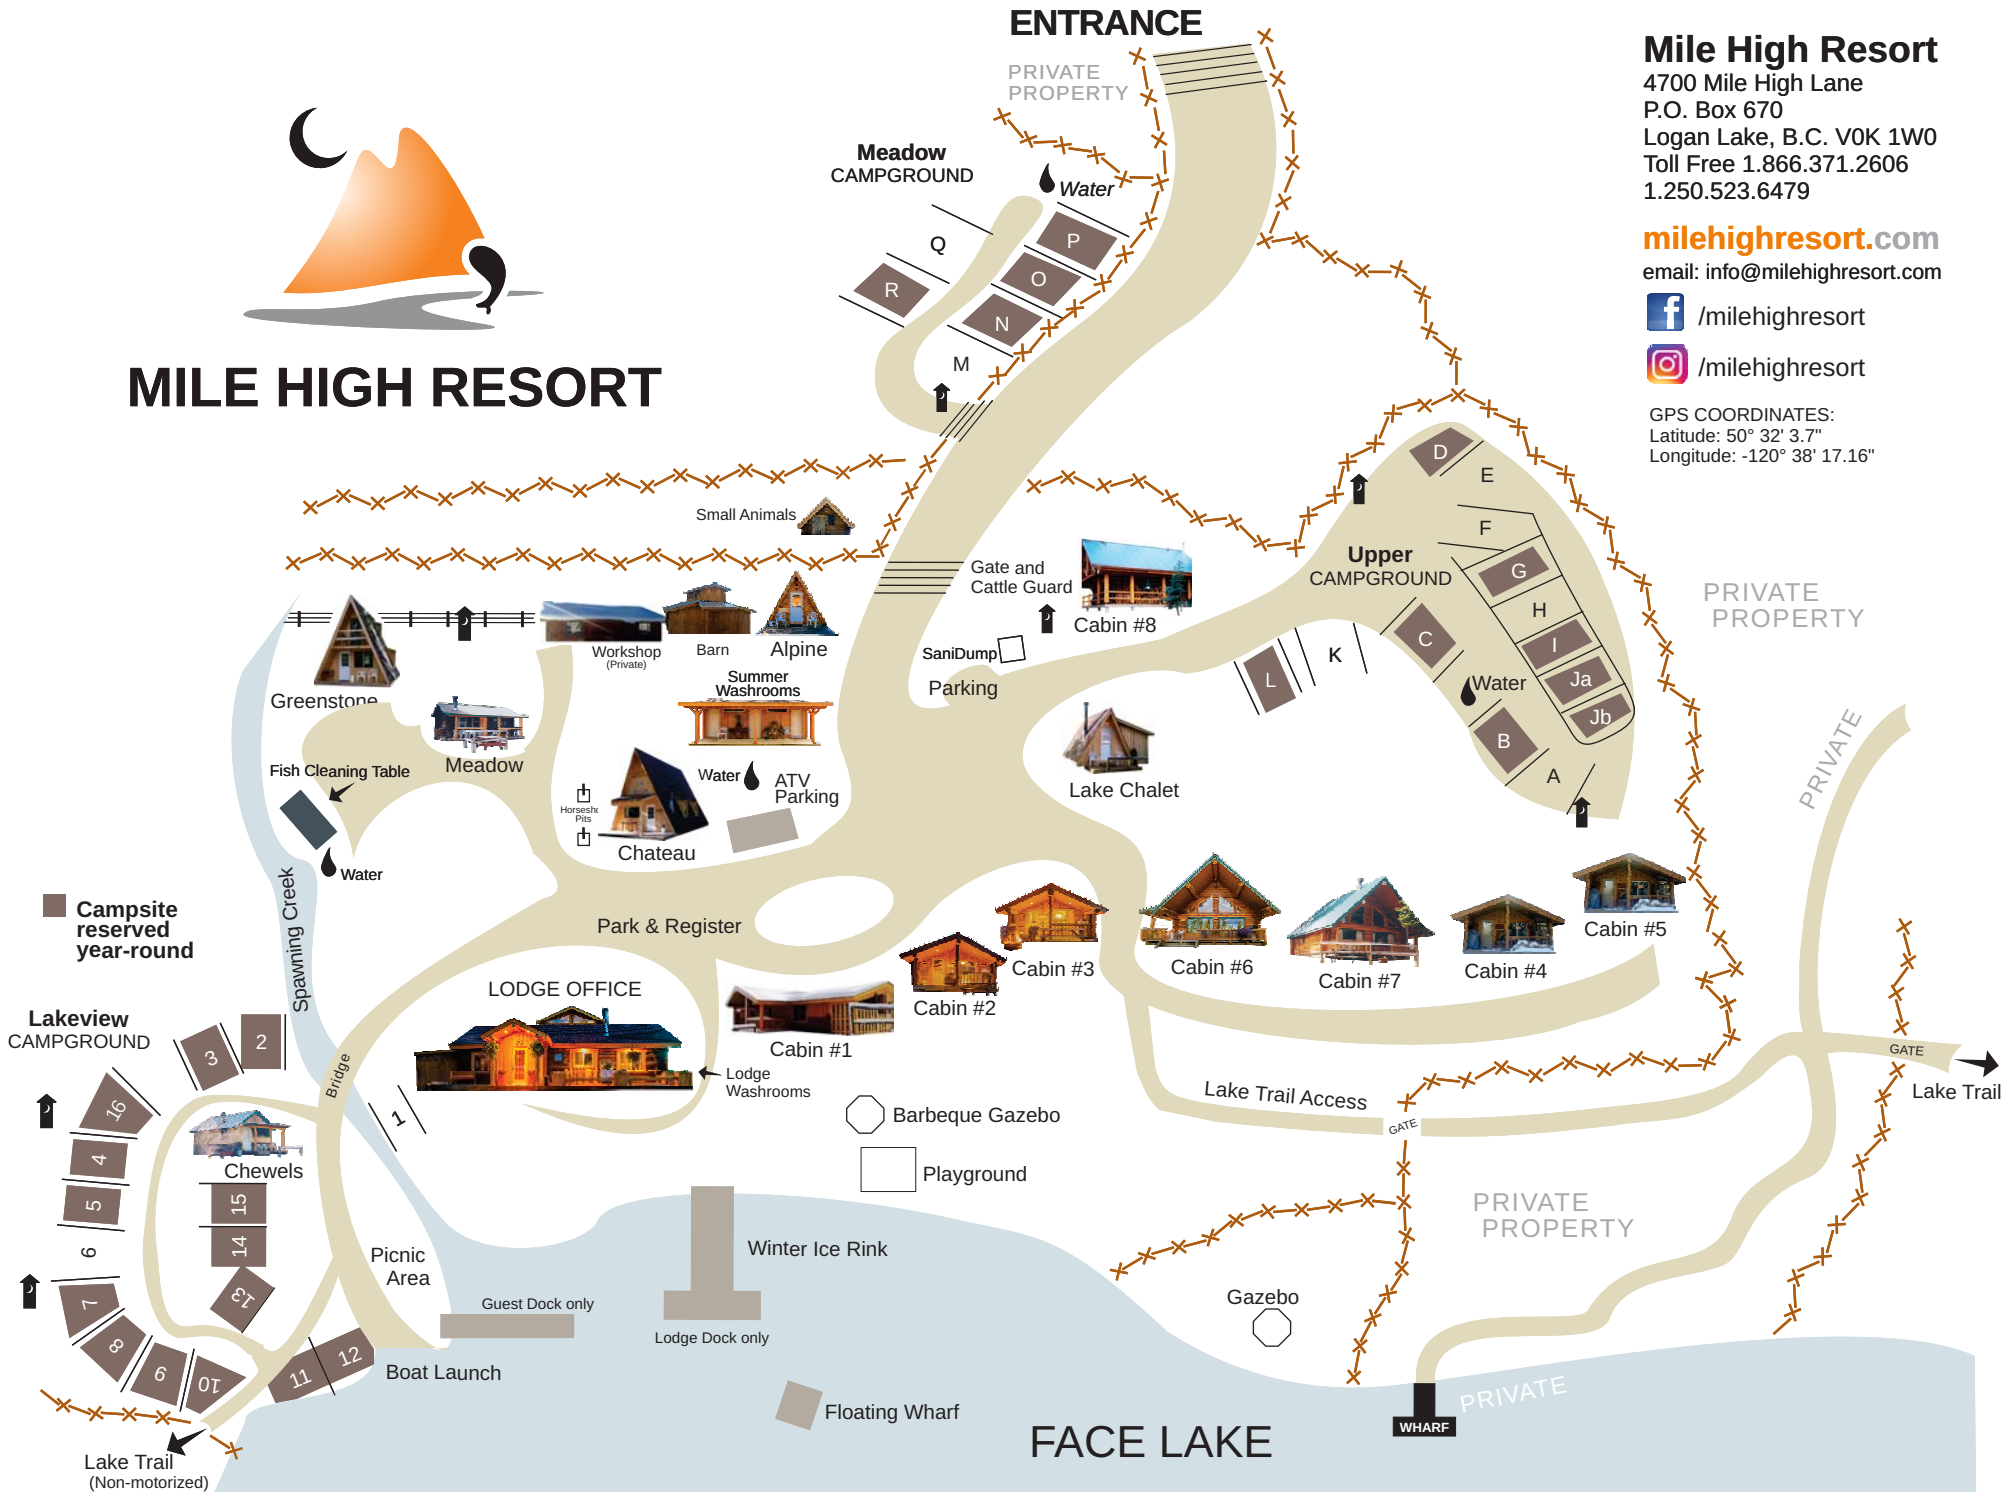 ENTRANCE
PRIVATE
PROPERTY
Mile High Resort
4700 Mile High Lane
P.O. Box 670
Logan Lake, B.C. V0K 1W0
Toll Free 1.866.371.2606
1.250.523.6479
milehighresort.com
email: info@milehighresort.com
/milehighresort
/milehighresort
GPS COORDINATES:
Latitude: 50° 32' 3.7"
Longitude: -120° 38' 17.16"
MILE HIGH RESORT
Meadow
CAMPGROUND
Water
P
Q
O
R
N
M
Small Animals
Gate and
Cattle Guard
Cabin #8
SaniDump
Parking
Upper
CAMPGROUND
D
E
F
G
H
I
Ja
Jb
C
K
L
Water
B
A
PRIVATE
PROPERTY
PRIVATE
Greenstone
Workshop
(Private)
Barn
Alpine
Summer
Washrooms
Meadow
Fish Cleaning Table
Water
Water
ATV
Parking
Horsesho
Pits
Chateau
Lake Chalet
Spawning Creek
Campsite
reserved
year-round
Park & Register
LODGE OFFICE
Lodge
Washrooms
Cabin #1
Cabin #2
Cabin #3
Cabin #6
Cabin #7
Cabin #4
Cabin #5
Lakeview
CAMPGROUND
3
2
Bridge
1
16
4
5
6
7
8
9
10
11
12
13
14
15
Chewels
Barbeque Gazebo
Playground
Lake Trail Access
GATE
GATE
Lake Trail
PRIVATE
PROPERTY
Picnic
Area
Guest Dock only
Winter Ice Rink
Lodge Dock only
Boat Launch
Floating Wharf
Gazebo
FACE LAKE
PRIVATE
WHARF
Lake Trail
(Non-motorized)